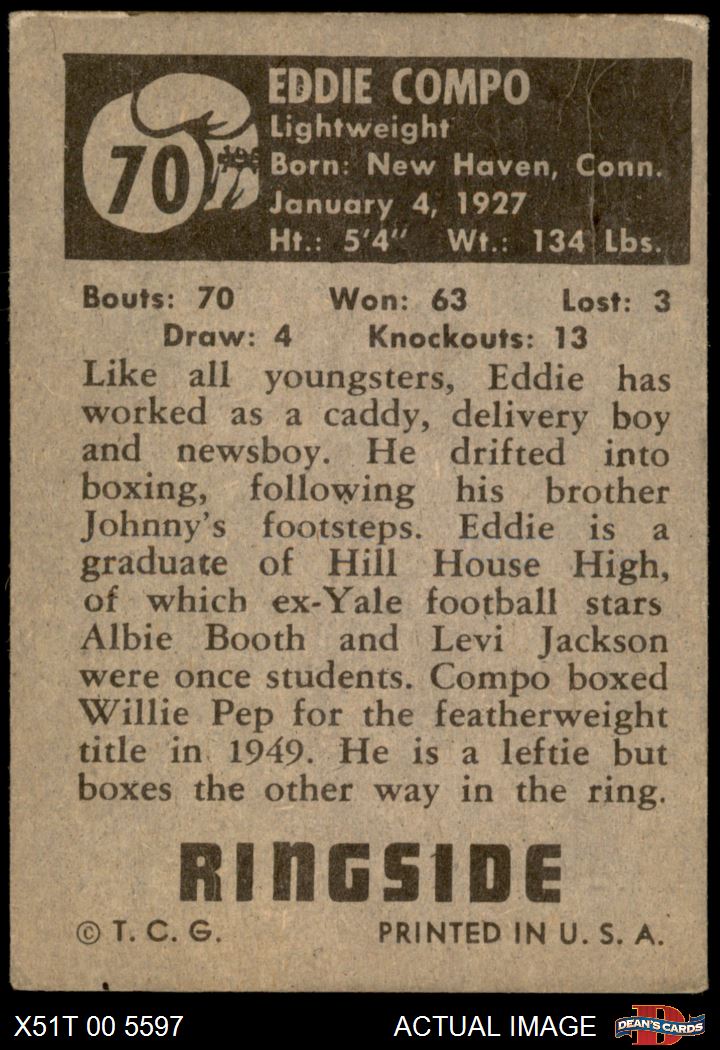 70
EDDIE COMPO
Lightweight
Born: New Haven, Conn.
January 4, 1927
Ht.: 5'4" Wt.: 134 Lbs.
Bouts: 70 Won: 63 Lost: 3
Draw: 4 Knockouts: 13
Like all youngsters, Eddie has
worked as a caddy, delivery boy
and newsboy. He drifted into
boxing, following his brother
Johnny's footsteps. Eddie is a
graduate of Hill House High,
of which ex-Yale football stars
Albie Booth and Levi Jackson
were once students. Compo boxed
Willie Pep for the featherweight
title in 1949. He is a leftie but
boxes the other way in the ring.
RINGSIDE
© T. C. G. PRINTED IN U. S. A.
X51T 00 5597 ACTUAL IMAGE DEAN'S CARDS